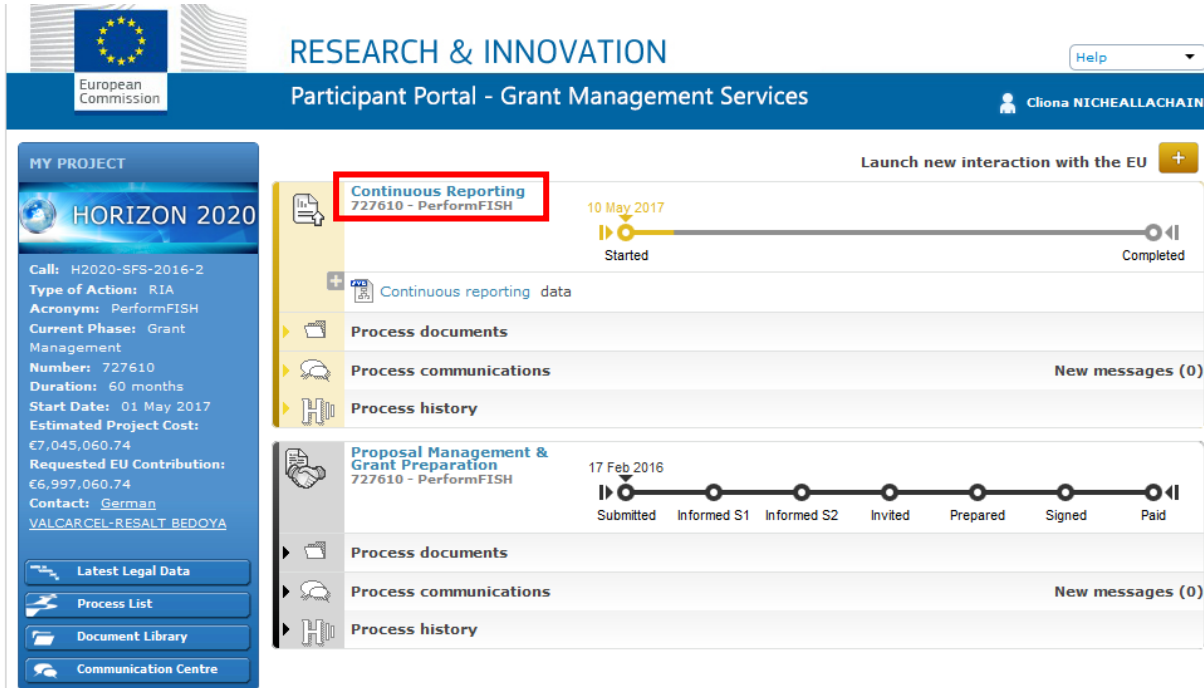 European
Commission
RESEARCH & INNOVATION
Help
Participant Portal - Grant Management Services
Cliona NICHEALLACHAIN
MY PROJECT
HORIZON 2020
Call: H2020-SFS-2016-2
Type of Action: RIA
Acronym: PerformFISH
Current Phase: Grant
Management
Number: 727610
Duration: 60 months
Start Date: 01 May 2017
Estimated Project Cost:
€7,045,060.74
Requested EU Contribution:
€6,997,060.74
Contact: German
VALCARCEL-RESALT BEDOYA
Latest Legal Data
Process List
Document Library
Communication Centre
Launch new interaction with the EU +
Continuous Reporting
727610 - PerformFISH
10 May 2017
Started
Completed
Continuous reporting data
Process documents
Process communications
New messages (0)
Process history
Proposal Management &
Grant Preparation
727610 - PerformFISH
17 Feb 2016
Submitted Informed S1 Informed S2 Invited Prepared Signed Paid
Process documents
Process communications
New messages (0)
Process history